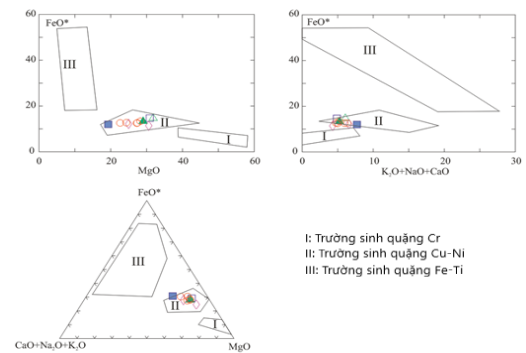 60
FeO*
40
20
0
III
II
I
0
20
40
60
MgO
60
FeO*
40
20
0
III
II
I
0
10
20
30
K₂O+NaO+CaO
FeO*
III
II
I
CaO+Na₂O+K₂O
MgO
I: Trường sinh quặng Cr
II: Trường sinh quặng Cu-Ni
III: Trường sinh quặng Fe-Ti